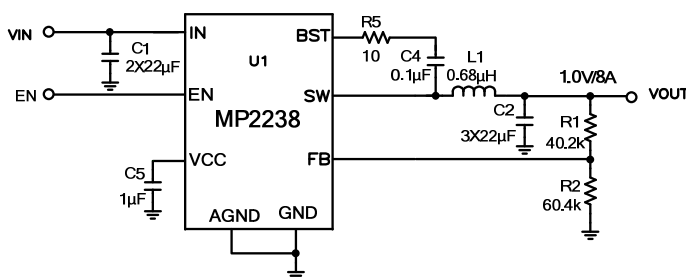 VIN
IN
C1
2X22µF
EN
EN
VCC
C5
1µF
U1
MP2238
AGND
GND
BST
SW
FB
R5
10
C4
0.1µF
L1
0.68µH
1.0V/8A
VOUT
C2
3X22µF
R1
40.2k
R2
60.4k